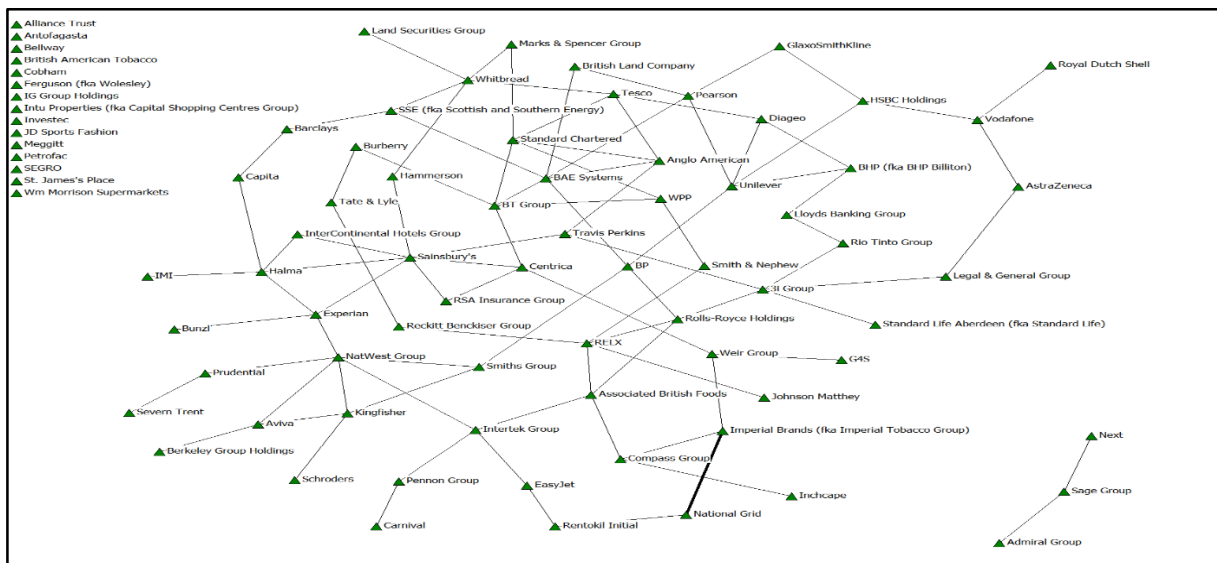 Alliance Trust
Antofagasta
Bellway
British American Tobacco
Cobham
Ferguson (fka Wolesley)
IG Group Holdings
Intu Properties (fka Capital Shopping Centres Group)
Investec
JD Sports Fashion
Meggitt
Petrofac
SEGRO
St. James's Place
Wm Morrison Supermarkets
Land Securities Group
Marks & Spencer Group
GlaxoSmithKline
British Land Company
Royal Dutch Shell
Whitbread
Tesco
Pearson
HSBC Holdings
SSE (fka Scottish and Southern Energy)
Diageo
Vodafone
Barclays
Standard Chartered
Burberry
Anglo American
BHP (fka BHP Billiton)
Capita
Hammerson
BAE Systems
Unilever
AstraZeneca
Tate & Lyle
BT Group
WPP
Lloyds Banking Group
InterContinental Hotels Group
Travis Perkins
Rio Tinto Group
Sainsbury's
IMI
Halma
Centrica
BP
Smith & Nephew
Legal & General Group
3I Group
RSA Insurance Group
Experian
Bunzl
Reckitt Benckiser Group
Rolls-Royce Holdings
Standard Life Aberdeen (fka Standard Life)
RELX
NatWest Group
Weir Group
G4S
Prudential
Smiths Group
Associated British Foods
Johnson Matthey
Severn Trent
Aviva
Kingfisher
Intertek Group
Imperial Brands (fka Imperial Tobacco Group)
Next
Berkeley Group Holdings
Compass Group
Schroders
Pennon Group
EasyJet
Inchcape
Sage Group
National Grid
Carnival
Rentokil Initial
Admiral Group